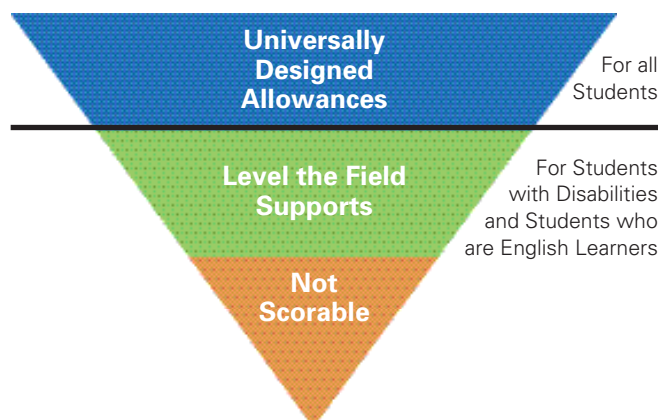 Universally
Designed
Allowances
For all
Students
Level the Field
Supports
For Students
with Disabilities
and Students who
are English Learners
Not
Scorable